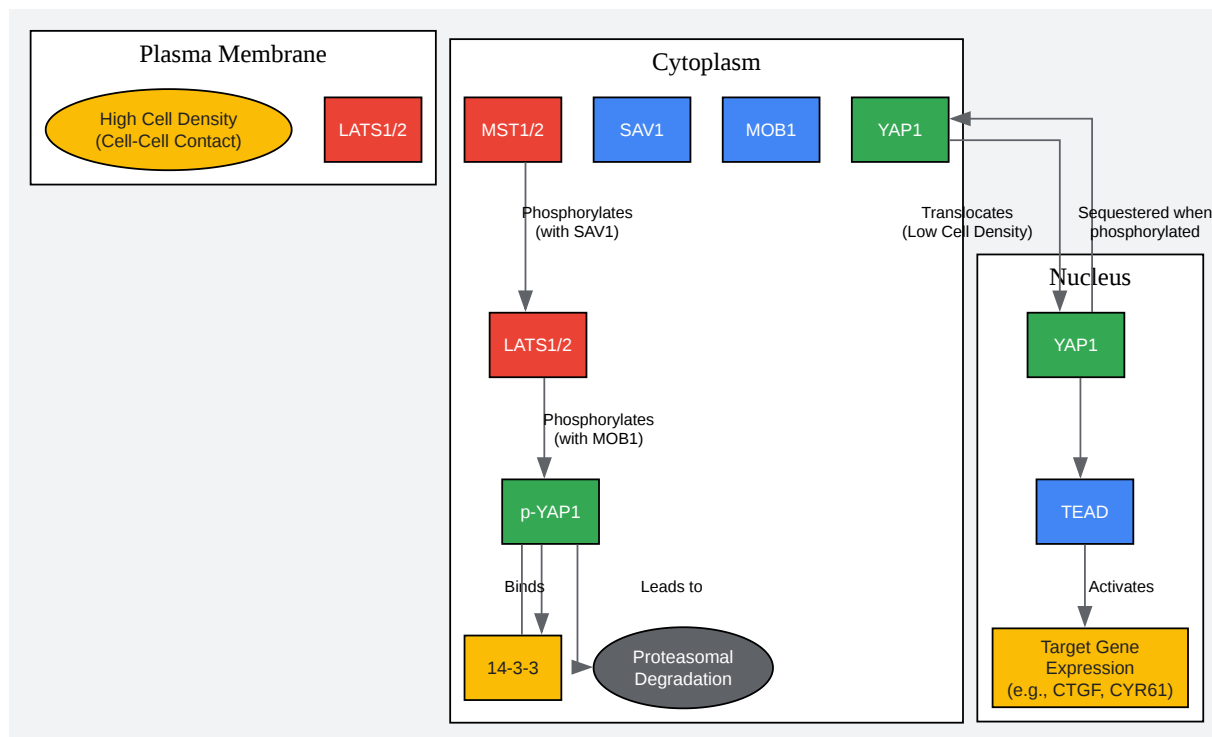 Plasma Membrane
High Cell Density
(Cell-Cell Contact)
LATS1/2
Cytoplasm
MST1/2
SAV1
MOB1
YAP1
Phosphorylates
(with SAV1)
Translocates
(Low Cell Density)
Sequestered when
phosphorylated
Nucleus
LATS1/2
YAP1
Phosphorylates
(with MOB1)
p-YAP1
TEAD
Binds
Leads to
Activates
14-3-3
Proteasomal
Degradation
Target Gene
Expression
(e.g., CTGF, CYR61)